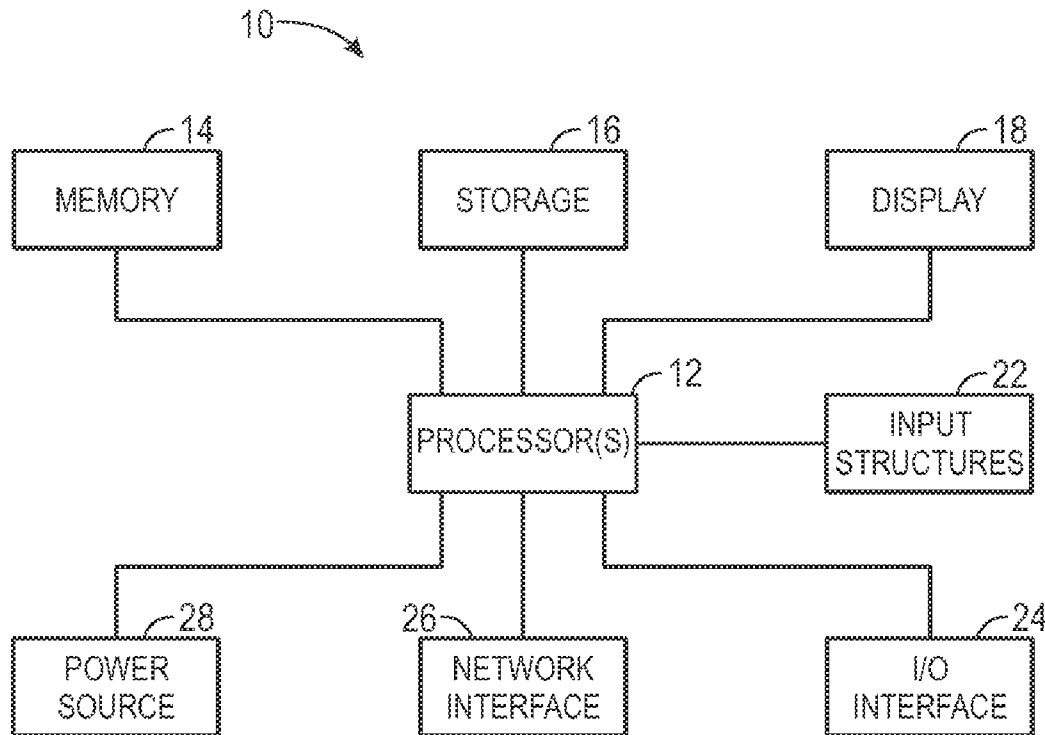 10
14
16
18
MEMORY
STORAGE
DISPLAY
12
22
PROCESSOR(S)
INPUT
STRUCTURES
28
26
24
POWER
SOURCE
NETWORK
INTERFACE
I/O
INTERFACE